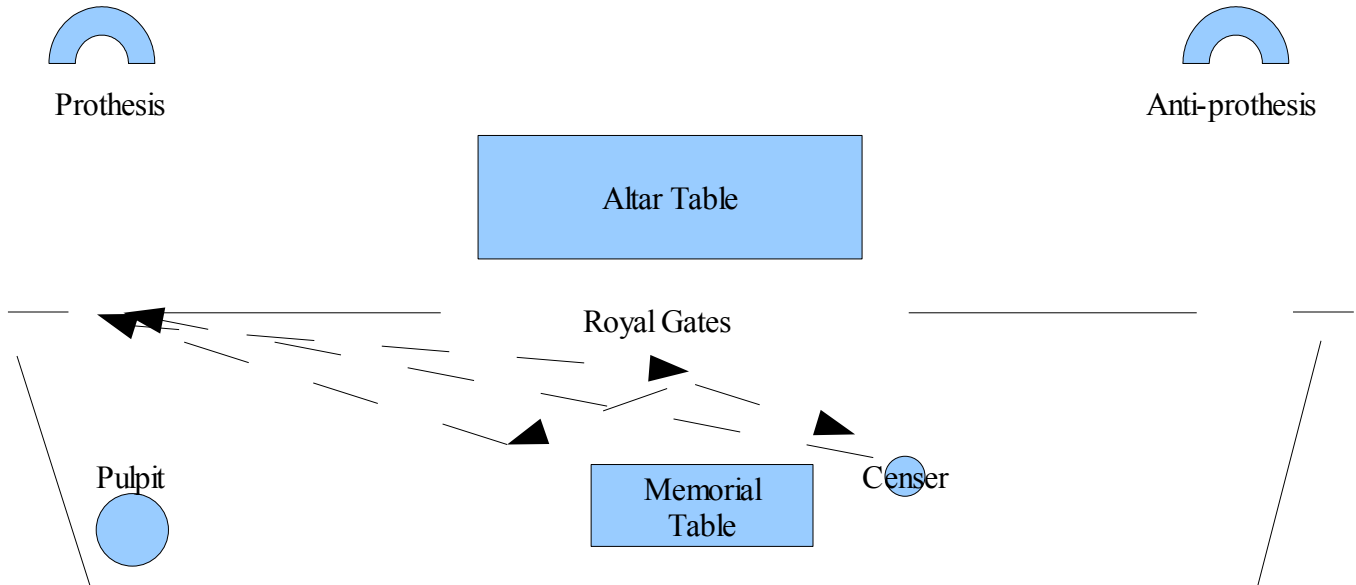 Prothesis
Anti-prothesis
Altar Table
Royal Gates
Pulpit
Memorial
Table
Censer